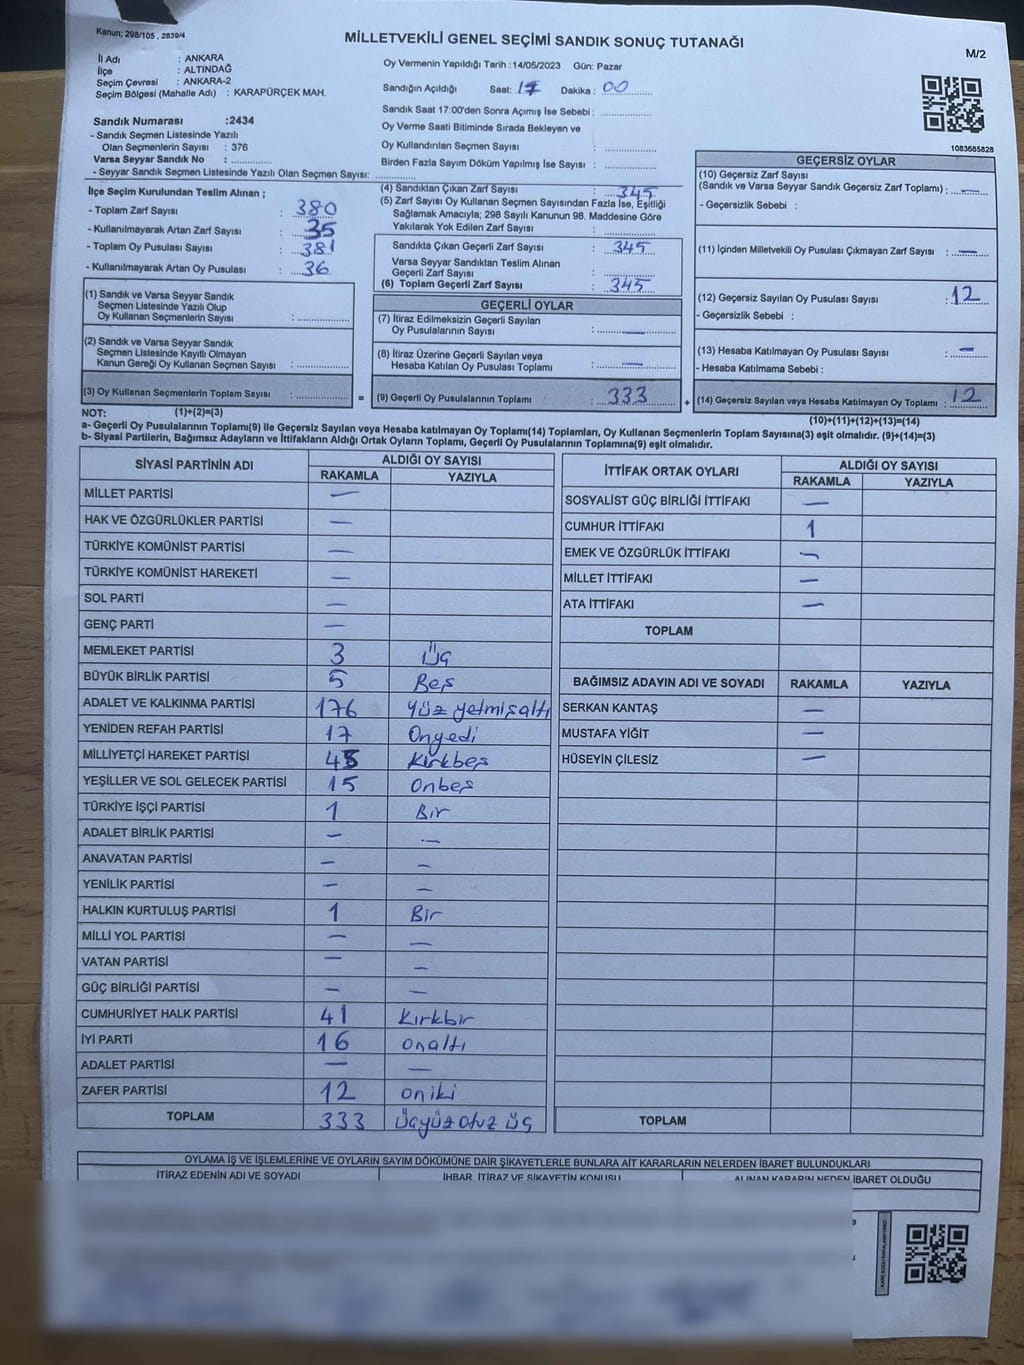 Kanun; 298/105 , 2839/4
MİLLETVEKİLİ GENEL SEÇİMİ SANDIK SONUÇ TUTANAĞI
M/2
İl Adı : ANKARA
İlçe : ALTINDAĞ
Seçim Çevresi : ANKARA-2
Seçim Bölgesi (Mahalle Adı) : KARAPÜRÇEK MAH.
Oy Vermenin Yapıldığı Tarih :14/05/2023 Gün: Pazar
Sandığın Açıldığı Saat: 17 Dakika : 00
Sandık Saat 17:00'den Sonra Açımış İse Sebebi :
Oy Verme Saati Bitiminde Sırada Bekleyen ve
Oy Kullandırılan Seçmen Sayısı :
Birden Fazla Sayım Döküm Yapılmış İse Sayısı :
Sandık Numarası :2434
- Sandık Seçmen Listesinde Yazılı
Olan Seçmenlerin Sayısı : 376
Varsa Seyyar Sandık No :
- Seyyar Sandık Seçmen Listesinde Yazılı Olan Seçmen Sayısı:
1083685828
İlçe Seçim Kurulundan Teslim Alınan ;
- Toplam Zarf Sayısı : 380
- Kullanılmayarak Artan Zarf Sayısı : 35
- Toplam Oy Pusulası Sayısı : 381
- Kullanılmayarak Artan Oy Pusulası : 36
(1) Sandık ve Varsa Seyyar Sandık
Seçmen Listesinde Yazılı Olup
Oy Kullanan Seçmenlerin Sayısı :
(2) Sandık ve Varsa Seyyar Sandık
Seçmen Listesinde Kayıtlı Olmayan
Kanun Gereği Oy Kullanan Seçmen Sayısı :
(3) Oy Kullanan Seçmenlerin Toplam Sayısı :
=
(4) Sandıktan Çıkan Zarf Sayısı : 345
(5) Zarf Sayısı Oy Kullanan Seçmen Sayısından Fazla İse, Eşitliği
Sağlamak Amacıyla; 298 Sayılı Kanunun 98. Maddesine Göre
Yakılarak Yok Edilen Zarf Sayısı :
Sandıkta Çıkan Geçerli Zarf Sayısı : 345
Varsa Seyyar Sandıktan Teslim Alınan
Geçerli Zarf Sayısı :
(6) Toplam Geçerli Zarf Sayısı : 345
GEÇERLİ OYLAR
(7) İtiraz Edilmeksizin Geçerli Sayılan
Oy Pusulalarının Sayısı : —
(8) İtiraz Üzerine Geçerli Sayılan veya
Hesaba Katılan Oy Pusulası Toplamı : —
(9) Geçerli Oy Pusulalarının Toplamı : 333
+
GEÇERSİZ OYLAR
(10) Geçersiz Zarf Sayısı
(Sandık ve Varsa Seyyar Sandık Geçersiz Zarf Toplamı) : —
- Geçersizlik Sebebi :
(11) İçinden Milletvekili Oy Pusulası Çıkmayan Zarf Sayısı : —
(12) Geçersiz Sayılan Oy Pusulası Sayısı : 12
- Geçersizlik Sebebi :
(13) Hesaba Katılmayan Oy Pusulası Sayısı : —
- Hesaba Katılmama Sebebi :
(14) Geçersiz Sayılan veya Hesaba Katılmayan Oy Toplamı : 12
NOT: (1)+(2)=(3)
(10)+(11)+(12)+(13)=(14)
a- Geçerli Oy Pusulalarının Toplamı(9) ile Geçersiz Sayılan veya Hesaba katılmayan Oy Toplamı(14) Toplamları, Oy Kullanan Seçmenlerin Toplam Sayısına(3) eşit olmalıdır. (9)+(14)=(3)
b- Siyasi Partilerin, Bağımsız Adayların ve İttifakların Aldığı Ortak Oyların Toplamı, Geçerli Oy Pusulalarının Toplamına(9) eşit olmalıdır.
SİYASİ PARTİNİN ADI ALDIĞI OY SAYISI
RAKAMLA YAZIYLA
MİLLET PARTİSİ —
HAK VE ÖZGÜRLÜKLER PARTİSİ —
TÜRKİYE KOMÜNİST PARTİSİ —
TÜRKİYE KOMÜNİST HAREKETİ —
SOL PARTİ —
GENÇ PARTİ —
MEMLEKET PARTİSİ 3 Üç
BÜYÜK BİRLİK PARTİSİ 5 Beş
ADALET VE KALKINMA PARTİSİ 176 Yüz yetmişaltı
YENİDEN REFAH PARTİSİ 17 Onyedi
MİLLİYETÇİ HAREKET PARTİSİ 45 Kırkbeş
YEŞİLLER VE SOL GELECEK PARTİSİ 15 Onbeş
TÜRKİYE İŞÇİ PARTİSİ 1 Bir
ADALET BİRLİK PARTİSİ — —
ANAVATAN PARTİSİ — —
YENİLİK PARTİSİ — —
HALKIN KURTULUŞ PARTİSİ 1 Bir
MİLLİ YOL PARTİSİ — —
VATAN PARTİSİ — —
GÜÇ BİRLİĞİ PARTİSİ — —
CUMHURİYET HALK PARTİSİ 41 Kırkbir
İYİ PARTİ 16 onaltı
ADALET PARTİSİ — —
ZAFER PARTİSİ 12 oniki
TOPLAM 333 üçyüz otuz üç
İTTİFAK ORTAK OYLARI ALDIĞI OY SAYISI
RAKAMLA YAZIYLA
SOSYALİST GÜÇ BİRLİĞİ İTTİFAKI —
CUMHUR İTTİFAKI 1
EMEK VE ÖZGÜRLÜK İTTİFAKI —
MİLLET İTTİFAKI —
ATA İTTİFAKI —
TOPLAM
BAĞIMSIZ ADAYIN ADI VE SOYADI RAKAMLA YAZIYLA
SERKAN KANTAŞ —
MUSTAFA YİĞİT —
HÜSEYİN ÇİLESİZ —
TOPLAM
OYLAMA İŞ VE İŞLEMLERİNE VE OYLARIN SAYIM DÖKÜMÜNE DAİR ŞİKAYETLERLE BUNLARA AİT KARARLARIN NELERDEN İBARET BULUNDUKLARI
İTİRAZ EDENİN ADI VE SOYADI İHBAR, İTİRAZ VE ŞİKAYETİN KONUSU ALINAN KARARIN NEDEN İBARET OLDUĞU